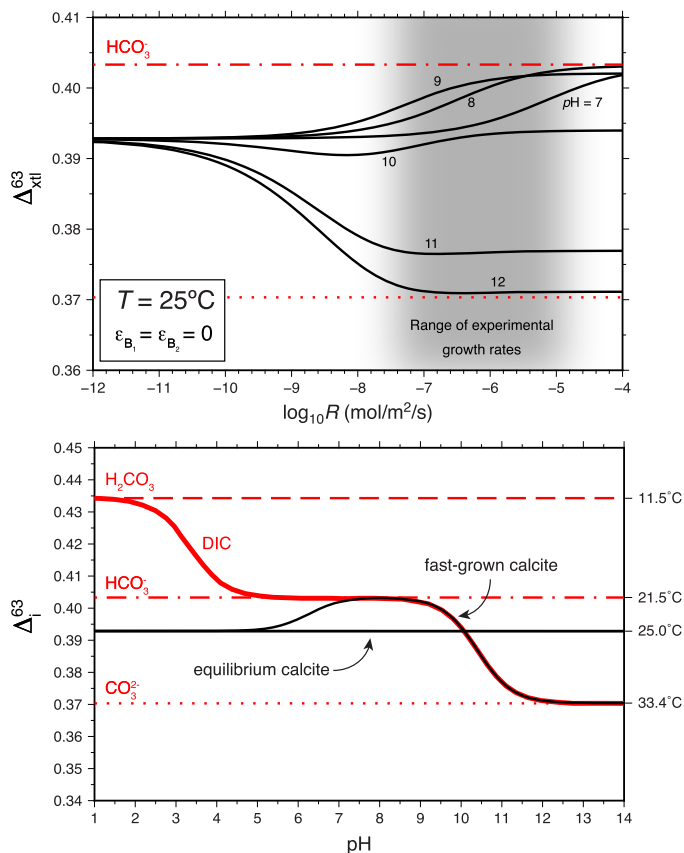 0.41
0.40
0.39
0.38
0.37
0.36
Δ⁶³xtl
HCO₃⁻
9
8
pH = 7
10
11
12
T = 25ºC
ε_B₁ = ε_B₂ = 0
Range of experimental
growth rates
−12 −11 −10 −9 −8 −7 −6 −5 −4
log₁₀R (mol/m²/s)
0.45
0.44
0.43
0.42
0.41
0.40
0.39
0.38
0.37
0.36
0.35
0.34
Δ⁶³i
H₂CO₃
DIC
HCO₃⁻
fast-grown calcite
equilibrium calcite
CO₃²⁻
11.5˚C
21.5˚C
25.0˚C
33.4˚C
1 2 3 4 5 6 7 8 9 10 11 12 13 14
pH